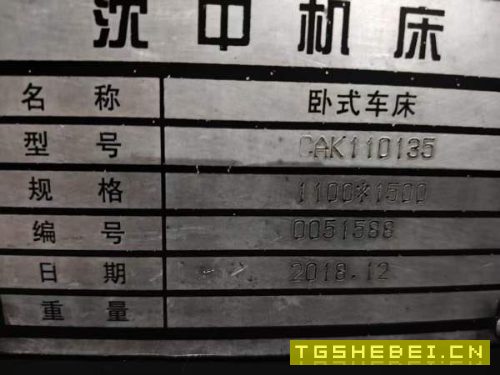 沈中机床
名 称 卧式车床
型 号 CAK110135
规 格 1100*1500
编 号 0051588
日 期 2018.12
重 量
TGSHEBEI.CN